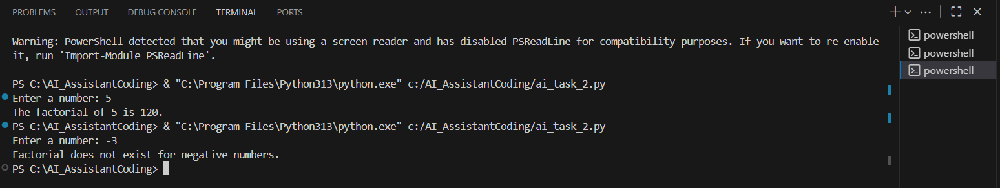 PROBLEMS OUTPUT DEBUG CONSOLE TERMINAL PORTS
Warning: PowerShell detected that you might be using a screen reader and has disabled PSReadLine for compatibility purposes. If you want to re-enable
it, run 'Import-Module PSReadLine'.
PS C:\AI_AssistantCoding> & "C:\Program Files\Python313\python.exe" c:/AI_AssistantCoding/ai_task_2.py
Enter a number: 5
The factorial of 5 is 120.
PS C:\AI_AssistantCoding> & "C:\Program Files\Python313\python.exe" c:/AI_AssistantCoding/ai_task_2.py
Enter a number: -3
Factorial does not exist for negative numbers.
PS C:\AI_AssistantCoding>
powershell
powershell
powershell